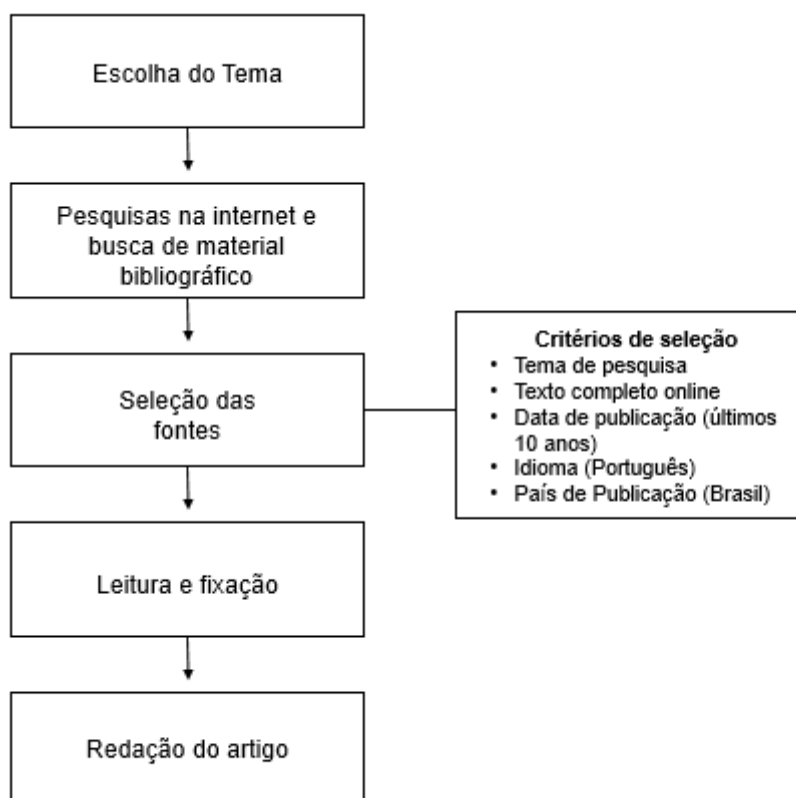 Escolha do Tema
Pesquisas na internet e
busca de material
bibliográfico
Seleção das
fontes
Critérios de seleção
• Tema de pesquisa
• Texto completo online
• Data de publicação (últimos
10 anos)
• Idioma (Português)
• País de Publicação (Brasil)
Leitura e fixação
Redação do artigo